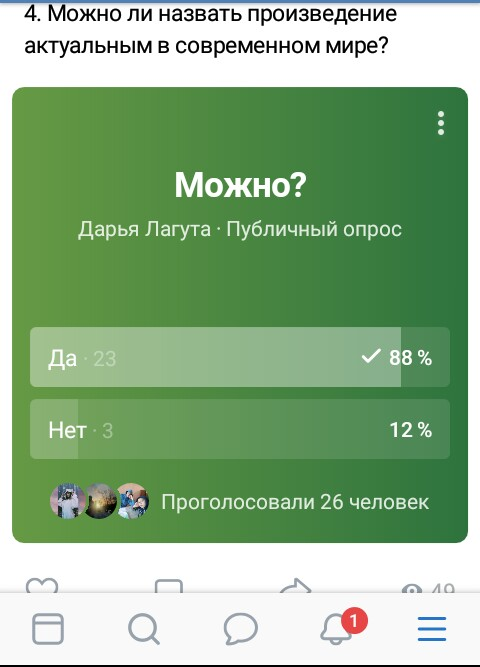 4. Можно ли назвать произведение
актуальным в современном мире?
Можно?
Дарья Лагута · Публичный опрос
Да · 23
88 %
Нет · 3
12 %
Проголосовали 26 человек
49
1